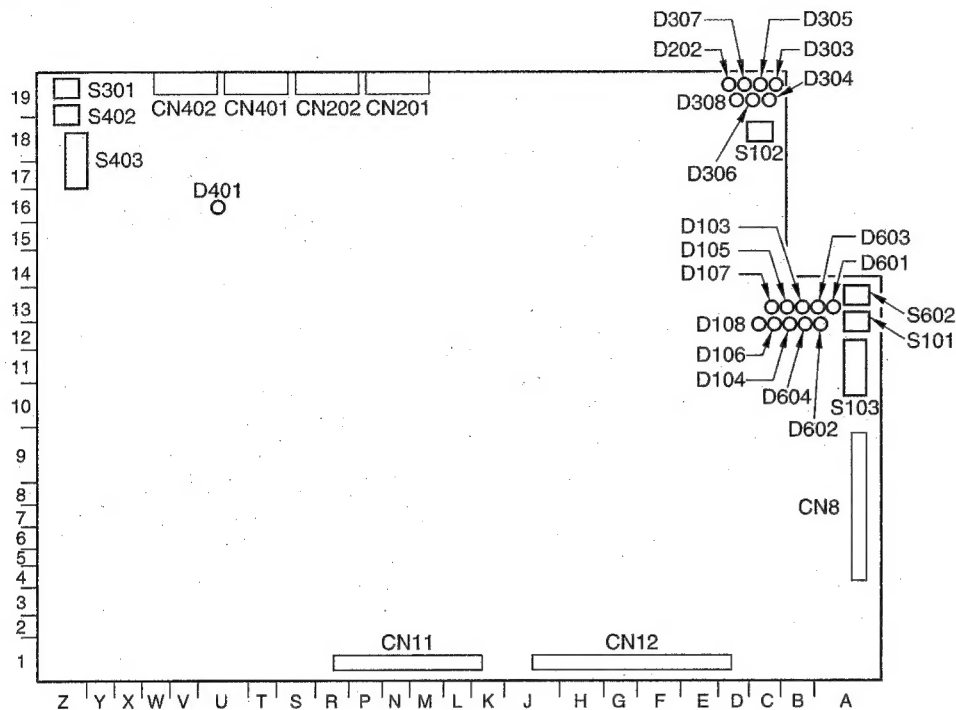 D307 D305
D202 D303
D304
19 S301 CN402 CN401 CN202 CN201 D308
S402
18 S403 S102
D306
17
D401
16
15 D103 D603
D105 D601
14 D107
13 S602
D108 S101
12 D106
11 D104
D604 S103
10 D602
9
CN8
8
7
6
5
4
3
2
CN11 CN12
1
Z Y X W V U T S R P N M L K J H G F E D C B A